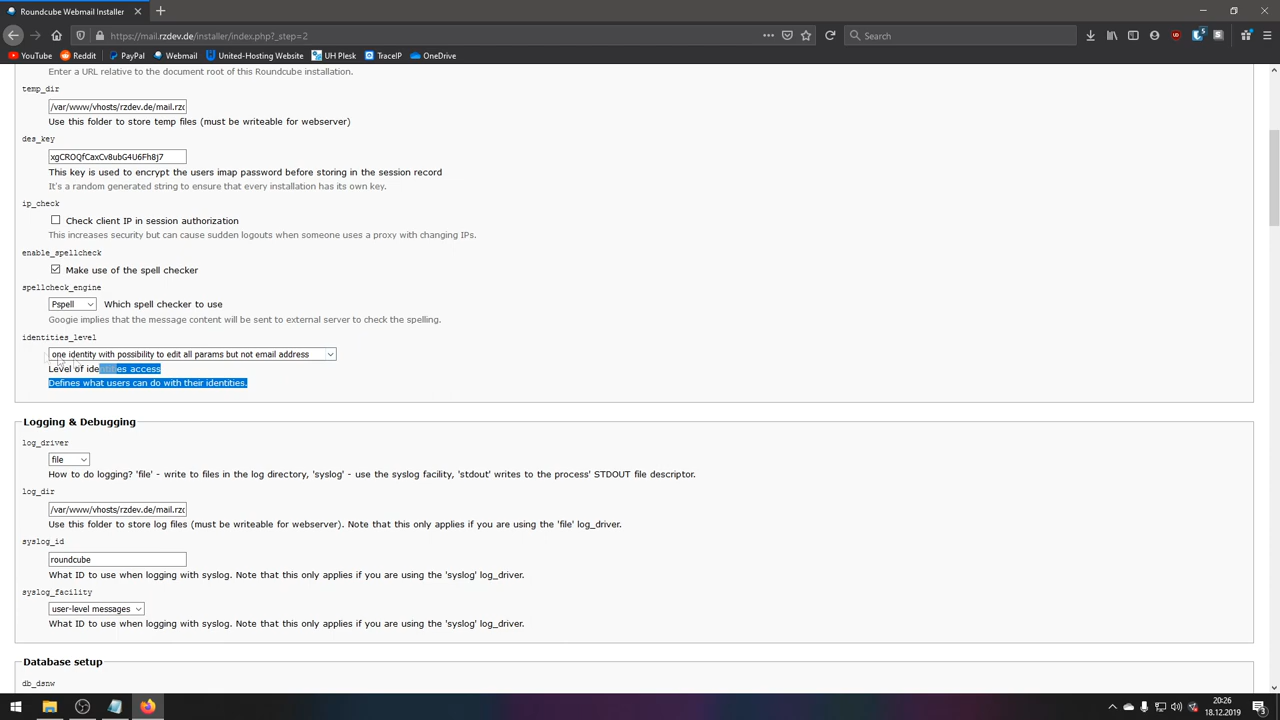 Roundcube Webmail Installer
https://mail.rzdev.de/installer/index.php?_step=2
Search
YouTube
Reddit
PayPal
Webmail
United-Hosting Website
UH Plesk
TraceIP
OneDrive
Enter a URL relative to the document root of this Roundcube installation.
temp_dir
/var/www/vhosts/rzdev.de/mail.rzc
Use this folder to store temp files (must be writeable for webserver)
des_key
xgCROQfCaxCv8ubG4U6Fh8J7
This key is used to encrypt the users imap password before storing in the session record
It's a random generated string to ensure that every installation has its own key.
ip_check
Check client IP in session authorization
This increases security but can cause sudden logouts when someone uses a proxy with changing IPs.
enable_spellcheck
Make use of the spell checker
spellcheck_engine
Pspell Which spell checker to use
Googie implies that the message content will be sent to external server to check the spelling.
identities_level
one identity with possibility to edit all params but not email address
Level of identities access
Defines what users can do with their identities.
Logging & Debugging
log_driver
file
How to do logging? 'file' - write to files in the log directory, 'syslog' - use the syslog facility, 'stdout' writes to the process' STDOUT file descriptor.
log_dir
/var/www/vhosts/rzdev.de/mail.rzc
Use this folder to store log files (must be writeable for webserver). Note that this only applies if you are using the 'file' log_driver.
syslog_id
roundcube
What ID to use when logging with syslog. Note that this only applies if you are using the 'syslog' log_driver.
syslog_facility
user-level messages
What ID to use when logging with syslog. Note that this only applies if you are using the 'syslog' log_driver.
Database setup
db_dsnw
20:26
18.12.2019